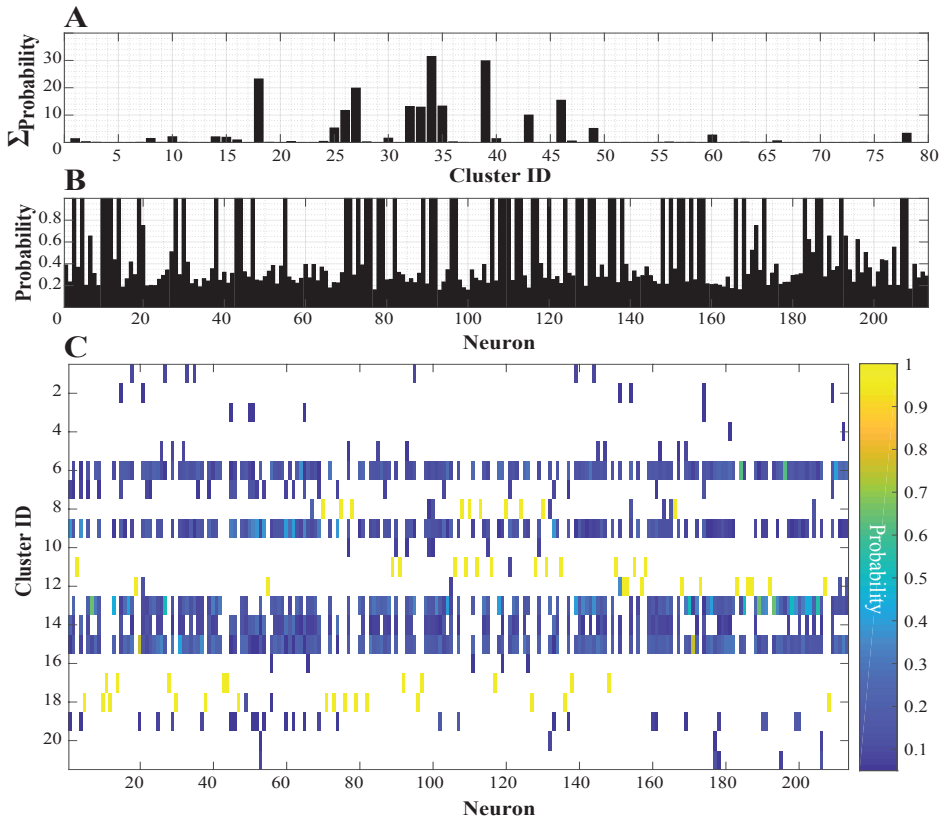 A
ΣProbability
40
30
20
10
0
5 10 15 20 25 30 35 40 45 50 55 60 65 70 75 80
Cluster ID
B
Probability
0.8
0.6
0.4
0.2
0 20 40 60 80 100 120 140 160 180 200
Neuron
C
Cluster ID
2
4
6
8
10
12
14
16
18
20
20 40 60 80 100 120 140 160 180 200
Neuron
1
0.9
0.8
0.7
0.6
0.5
0.4
0.3
0.2
0.1
Probability